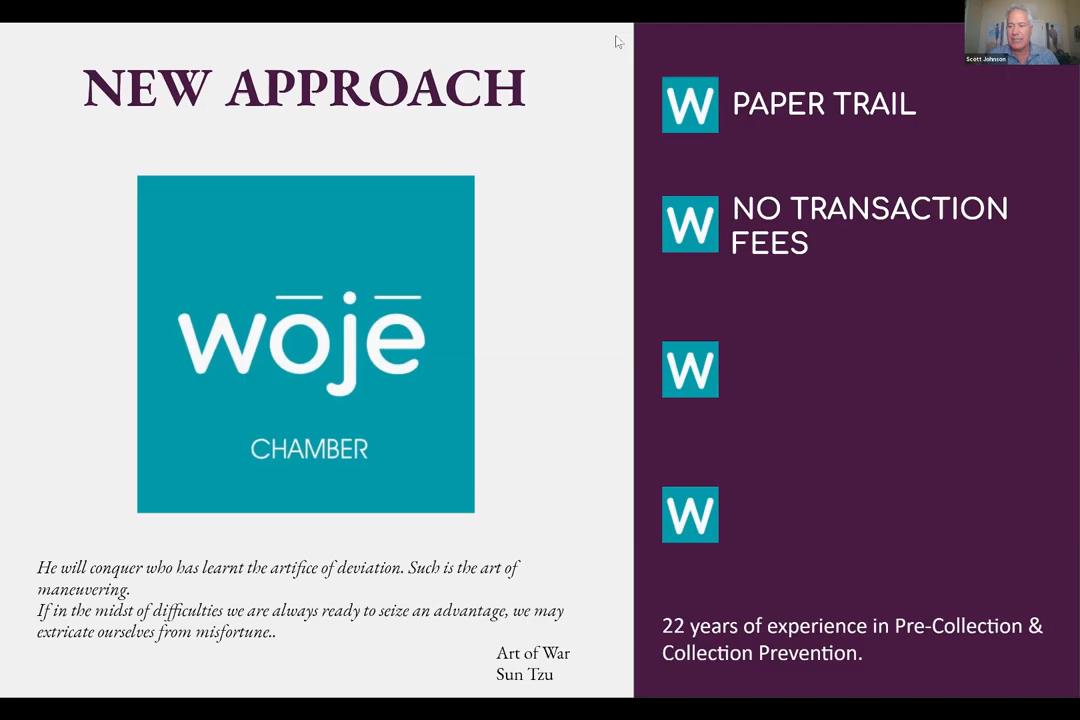 NEW APPROACH
wōjē
CHAMBER
He will conquer who has learnt the artifice of deviation. Such is the art of
maneuvering.
If in the midst of difficulties we are always ready to seize an advantage, we may
extricate ourselves from misfortune..
Art of War
Sun Tzu
W PAPER TRAIL
W NO TRANSACTION
FEES
W
W
22 years of experience in Pre-Collection &
Collection Prevention.
Scott Johnson